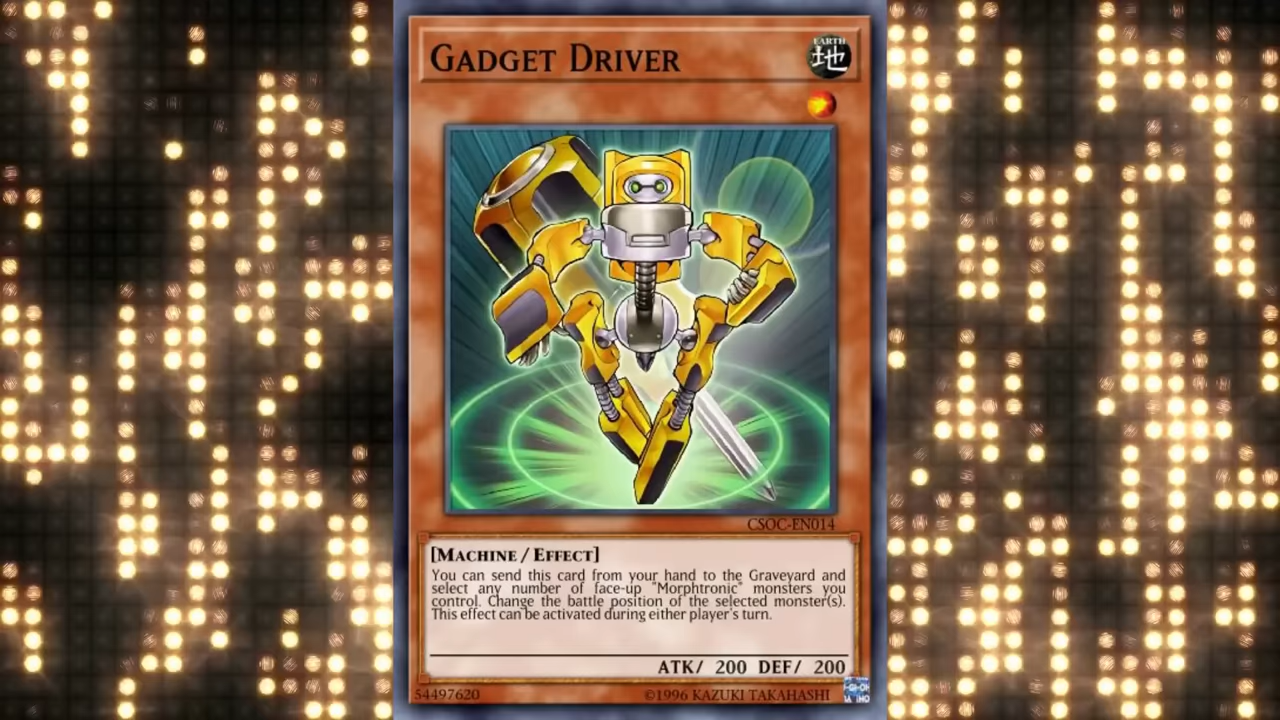 GADGET DRIVER
EARTH
地
CSOC-EN014
[MACHINE / EFFECT]
You can send this card from your hand to the Graveyard and
select any number of face-up "Morphtronic" monsters you
control. Change the battle position of the selected monster(s).
This effect can be activated during either player's turn.
ATK/ 200 DEF/ 200
54497620
©1996 KAZUKI TAKAHASHI